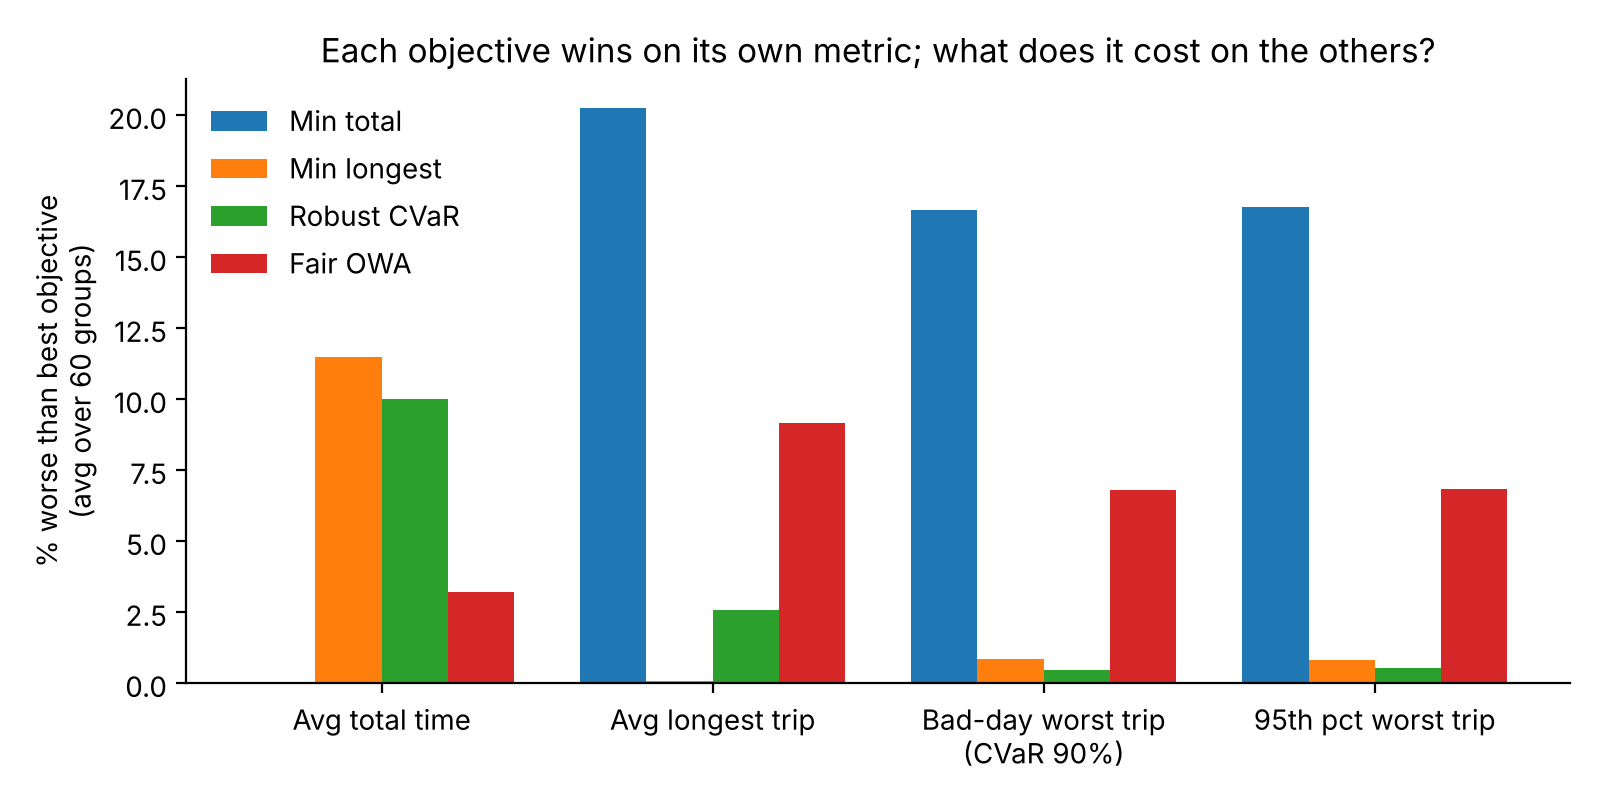 Each objective wins on its own metric; what does it cost on the others?
% worse than best objective
(avg over 60 groups)
20.0
17.5
15.0
12.5
10.0
7.5
5.0
2.5
0.0
Min total
Min longest
Robust CVaR
Fair OWA
Avg total time
Avg longest trip
Bad-day worst trip
(CVaR 90%)
95th pct worst trip